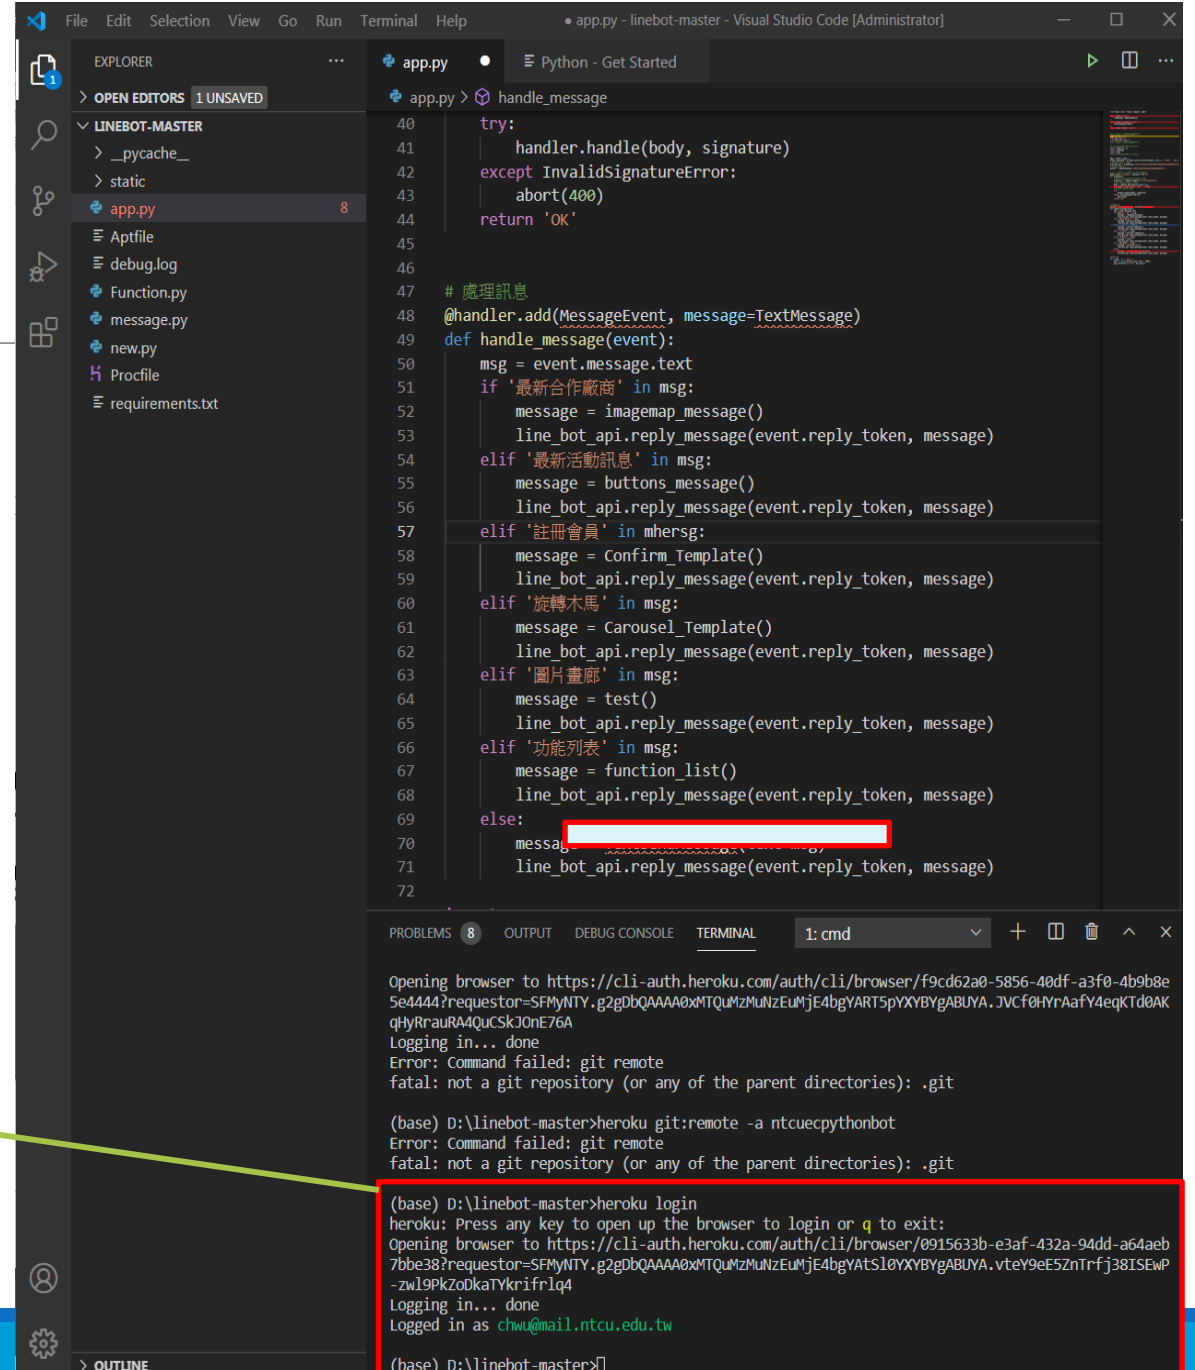 File Edit Selection View Go Run Terminal Help ● app.py - linebot-master - Visual Studio Code [Administrator]
EXPLORER ···
1
> OPEN EDITORS 1 UNSAVED
LINEBOT-MASTER
> __pycache__
> static
app.py 8
Aptfile
debug.log
Function.py
message.py
new.py
Procfile
requirements.txt
> OUTLINE
app.py ● Python - Get Started
app.py > handle_message
40 try:
41 handler.handle(body, signature)
42 except InvalidSignatureError:
43 abort(400)
44 return 'OK'
45
46
47 # 處理訊息
48 @handler.add(MessageEvent, message=TextMessage)
49 def handle_message(event):
50 msg = event.message.text
51 if '最新合作廠商' in msg:
52 message = imagemap_message()
53 line_bot_api.reply_message(event.reply_token, message)
54 elif '最新活動訊息' in msg:
55 message = buttons_message()
56 line_bot_api.reply_message(event.reply_token, message)
57 elif '註冊會員' in mhersg:
58 message = Confirm_Template()
59 line_bot_api.reply_message(event.reply_token, message)
60 elif '旋轉木馬' in msg:
61 message = Carousel_Template()
62 line_bot_api.reply_message(event.reply_token, message)
63 elif '圖片畫廊' in msg:
64 message = test()
65 line_bot_api.reply_message(event.reply_token, message)
66 elif '功能列表' in msg:
67 message = function_list()
68 line_bot_api.reply_message(event.reply_token, message)
69 else:
70
71 line_bot_api.reply_message(event.reply_token, message)
72
PROBLEMS 8 OUTPUT DEBUG CONSOLE TERMINAL 1: cmd
Opening browser to https://cli-auth.heroku.com/auth/cli/browser/f9cd62a0-5856-40df-a3f0-4b9b8e
5e4444?requestor=SFMyNTY.g2gDbQAAAA0xMTQuMzMuNzEuMjE4bgYART5pYXYBYgABUYA.JVCf0HYrAafY4eqKTd0AK
qHyRrauRA4QuCSkJOnE76A
Logging in... done
Error: Command failed: git remote
fatal: not a git repository (or any of the parent directories): .git
(base) D:\linebot-master>heroku git:remote -a ntcuecpythonbot
Error: Command failed: git remote
fatal: not a git repository (or any of the parent directories): .git
(base) D:\linebot-master>heroku login
heroku: Press any key to open up the browser to login or q to exit:
Opening browser to https://cli-auth.heroku.com/auth/cli/browser/0915633b-e3af-432a-94dd-a64aeb
7bbe38?requestor=SFMyNTY.g2gDbQAAAA0xMTQuMzMuNzEuMjE4bgYAtSl0YXYBYgABUYA.vteY9eE5ZnTrfj38ISEwP
-zwl9PkZoDkaTYkrifrlq4
Logging in... done
Logged in as chwu@mail.ntcu.edu.tw
(base) D:\linebot-master>